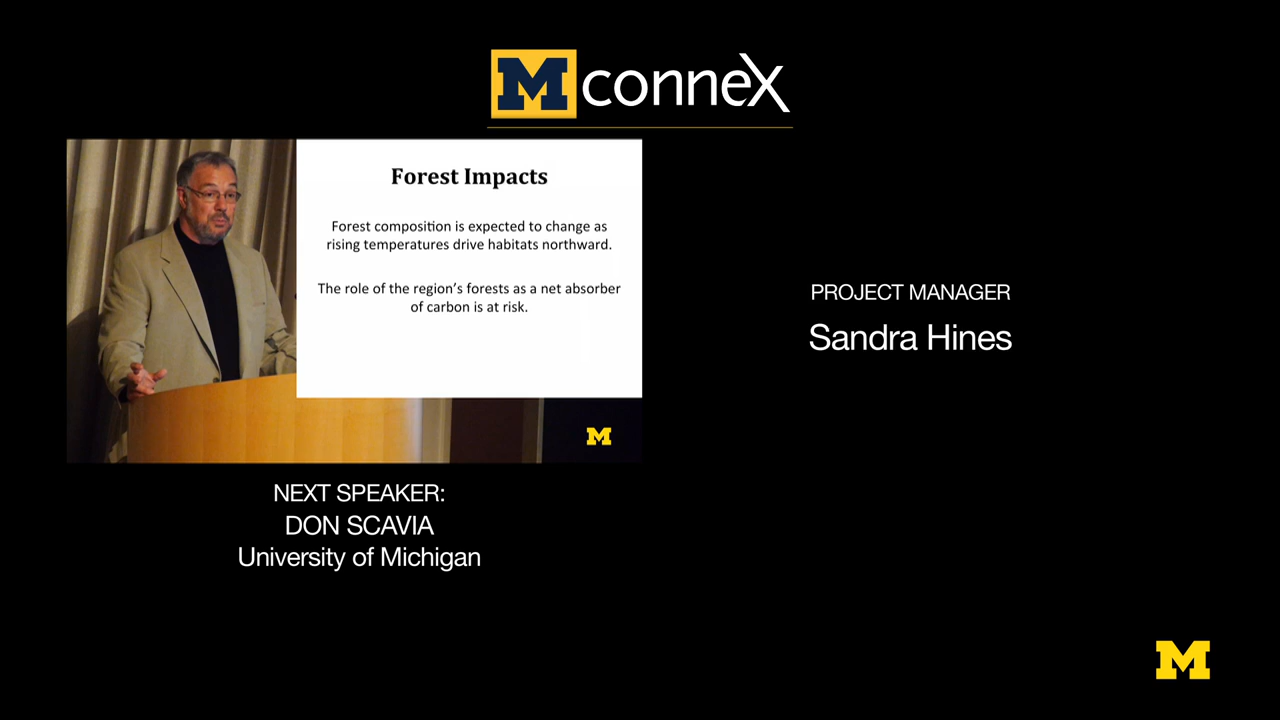 M conneX
Forest Impacts
Forest composition is expected to change as
rising temperatures drive habitats northward.
The role of the region's forests as a net absorber
of carbon is at risk.
M
NEXT SPEAKER:
DON SCAVIA
University of Michigan
PROJECT MANAGER
Sandra Hines
M